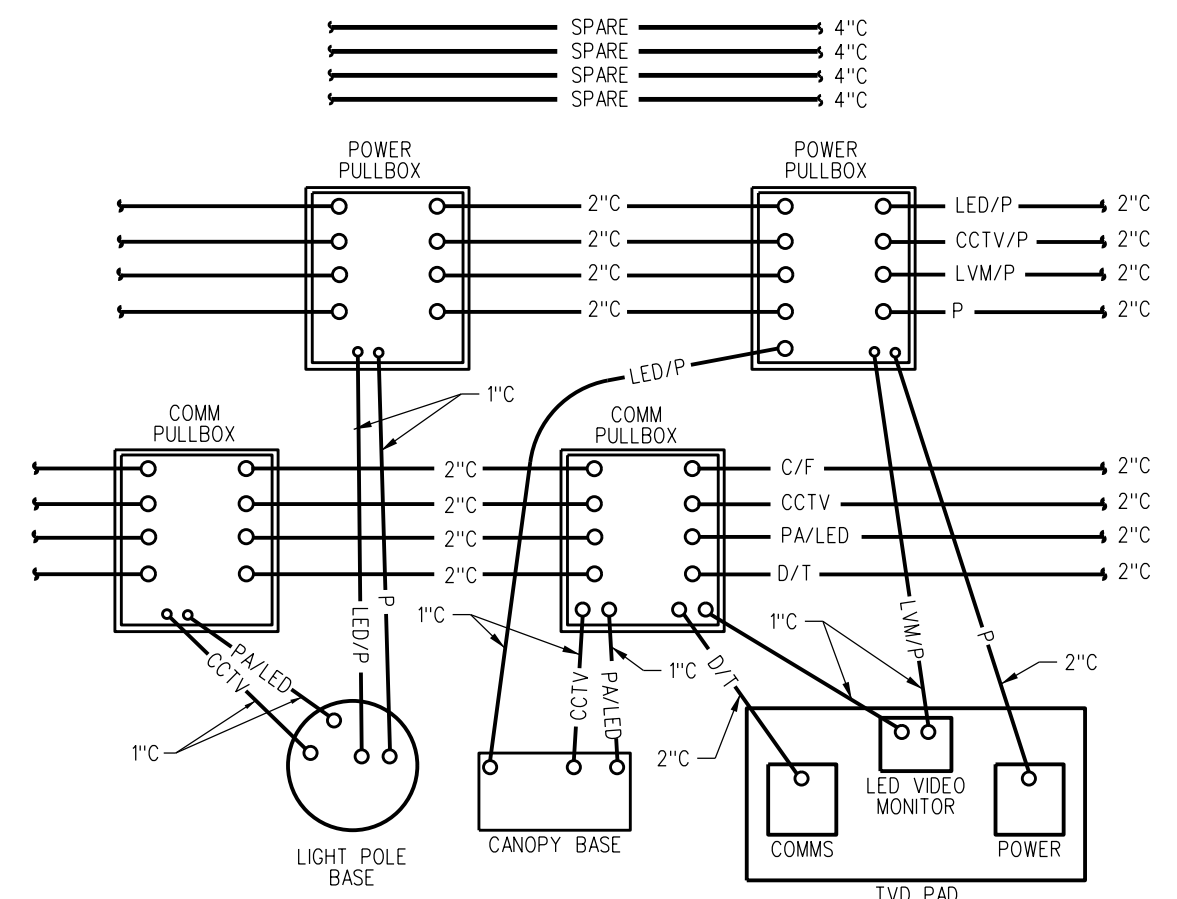 SPARE 4"C
SPARE 4"C
SPARE 4"C
SPARE 4"C
POWER
PULLBOX
POWER
PULLBOX
2"C LED/P 2"C
2"C CCTV/P 2"C
2"C LVM/P 2"C
2"C P 2"C
LED/P
1"C
COMM
PULLBOX
COMM
PULLBOX
2"C C/F 2"C
2"C CCTV 2"C
2"C PA/LED 2"C
2"C D/T 2"C
LED/P
P
1"C
1"C
LVM/P
P
PA/LED
CCTV
CCTV
PA/LED
1"C
D/T
2"C
1"C
2"C
LED VIDEO
MONITOR
CANOPY BASE
COMMS
POWER
LIGHT POLE
BASE
TVD PAD